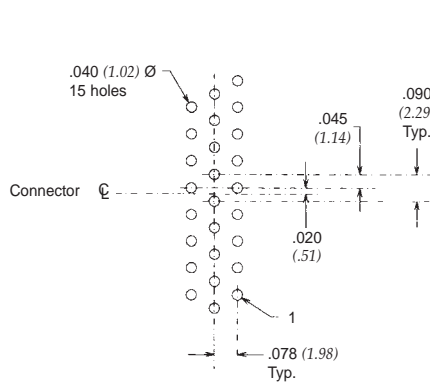 .040 (1.02) Ø
15 holes
.045
(1.14)
.090
(2.29
Typ.
Connector ℄
.020
(.51)
1
.078 (1.98)
Typ.